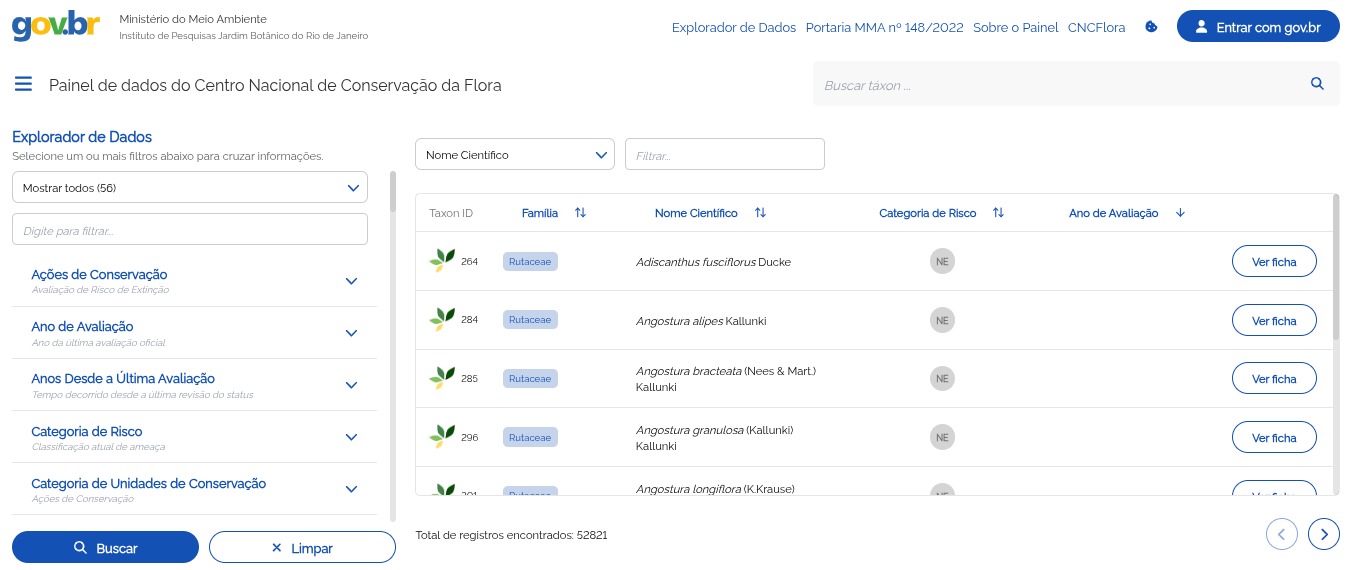 gov.br
Ministério do Meio Ambiente
Instituto de Pesquisas Jardim Botânico do Rio de Janeiro
Explorador de Dados Portaria MMA nº 148/2022 Sobre o Painel CNCFlora
Entrar com gov.br
Painel de dados do Centro Nacional de Conservação da Flora
Buscar táxon ...
Explorador de Dados
Selecione um ou mais filtros abaixo para cruzar informações.
Mostrar todos (56)
Digite para filtrar...
Ações de Conservação
Avaliação de Risco de Extinção
Ano de Avaliação
Ano da última avaliação oficial
Anos Desde a Última Avaliação
Tempo decorrido desde a última revisão do status
Categoria de Risco
Classificação atual de ameaça
Categoria de Unidades de Conservação
Ações de Conservação
Buscar
Limpar
Nome Científico
Filtrar...
Taxon ID Família Nome Científico Categoria de Risco Ano de Avaliação
264 Rutaceae Adiscanthus fusciflorus Ducke NE Ver ficha
284 Rutaceae Angostura alipes Kallunki NE Ver ficha
285 Rutaceae Angostura bracteata (Nees & Mart.)
Kallunki NE Ver ficha
296 Rutaceae Angostura granulosa (Kallunki)
Kallunki NE Ver ficha
301 Rutaceae Angostura longiflora (K.Krause) NE Ver ficha
Total de registros encontrados: 52821